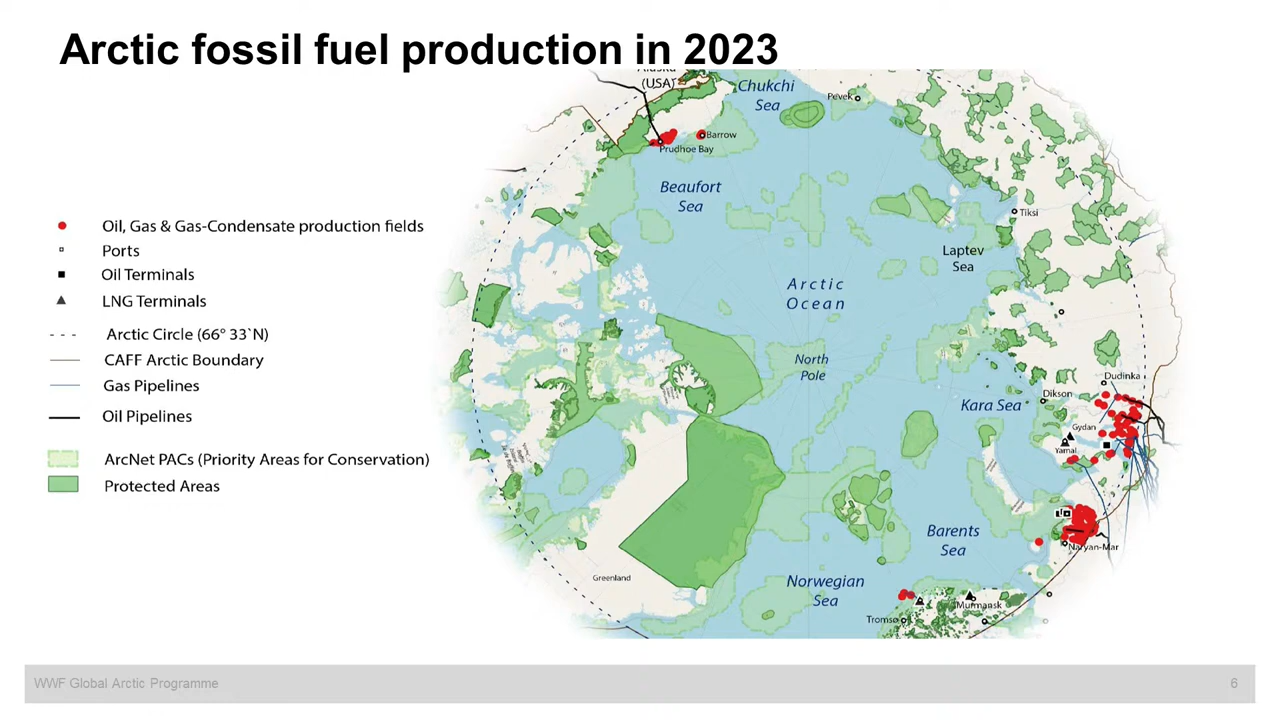 Arctic fossil fuel production in 2023
Alaska
(USA)
Chukchi
Sea
Pevek
Barrow
Prudhoe Bay
Beaufort
Sea
Tiksi
Laptev
Sea
Arctic
Ocean
North
Pole
Dudinka
Dikson
Kara Sea
Gydan
Yamal
Barents
Sea
Naryan-Mar
Norwegian
Sea
Greenland
Murmansk
Tromsø
Oil, Gas & Gas-Condensate production fields
Ports
Oil Terminals
LNG Terminals
Arctic Circle (66° 33`N)
CAFF Arctic Boundary
Gas Pipelines
Oil Pipelines
ArcNet PACs (Priority Areas for Conservation)
Protected Areas
WWF Global Arctic Programme
6